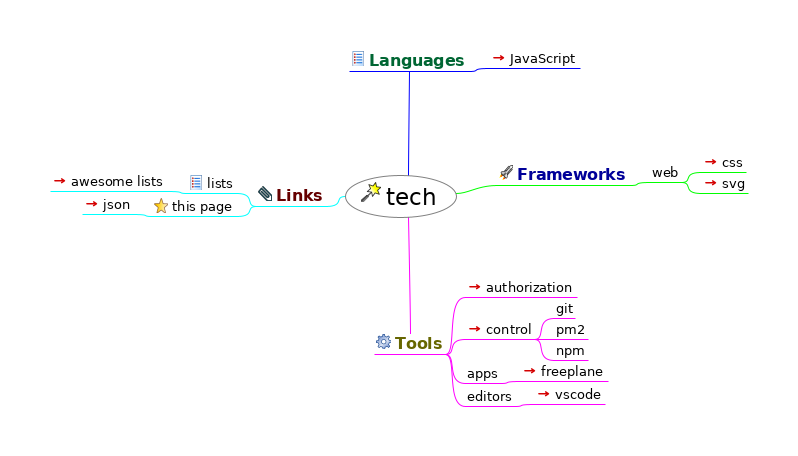 Languages
JavaScript
tech
Frameworks
web
css
svg
Links
lists
awesome lists
this page
json
Tools
authorization
control
git
pm2
npm
apps
freeplane
editors
vscode